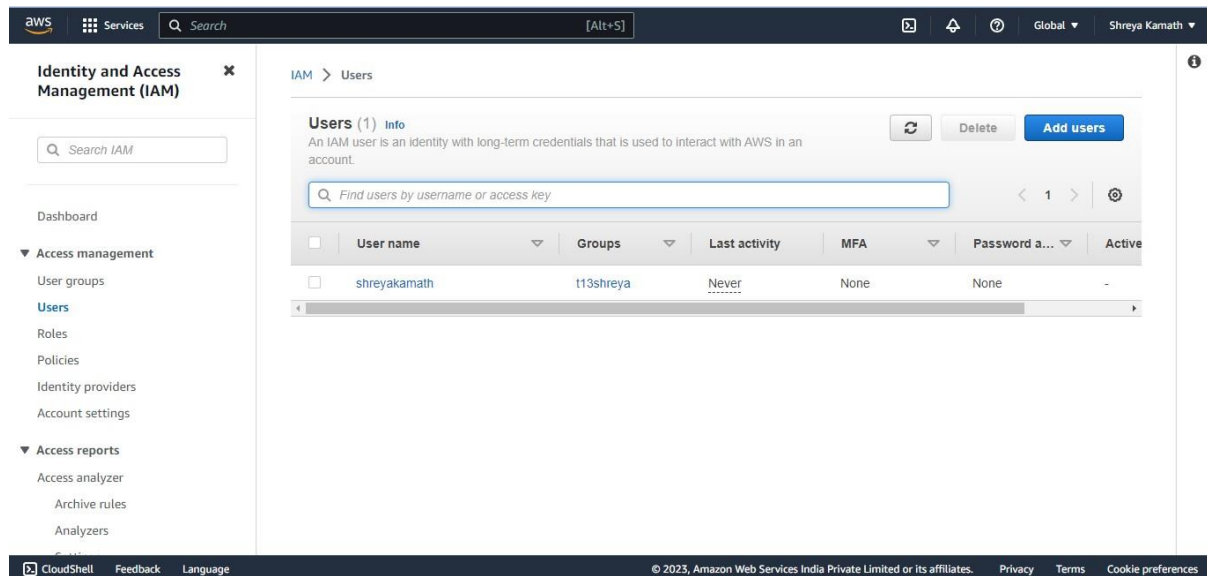 aws Services Search [Alt+S] Global Shreya Kamath
Identity and Access
Management (IAM)
Search IAM
Dashboard
Access management
User groups
Users
Roles
Policies
Identity providers
Account settings
Access reports
Access analyzer
Archive rules
Analyzers
IAM > Users
Users (1) Info
An IAM user is an identity with long-term credentials that is used to interact with AWS in an
account.
Delete Add users
Find users by username or access key
1
User name Groups Last activity MFA Password a... Active
shreyakamath t13shreya Never None None -
CloudShell Feedback Language © 2023, Amazon Web Services India Private Limited or its affiliates. Privacy Terms Cookie preferences